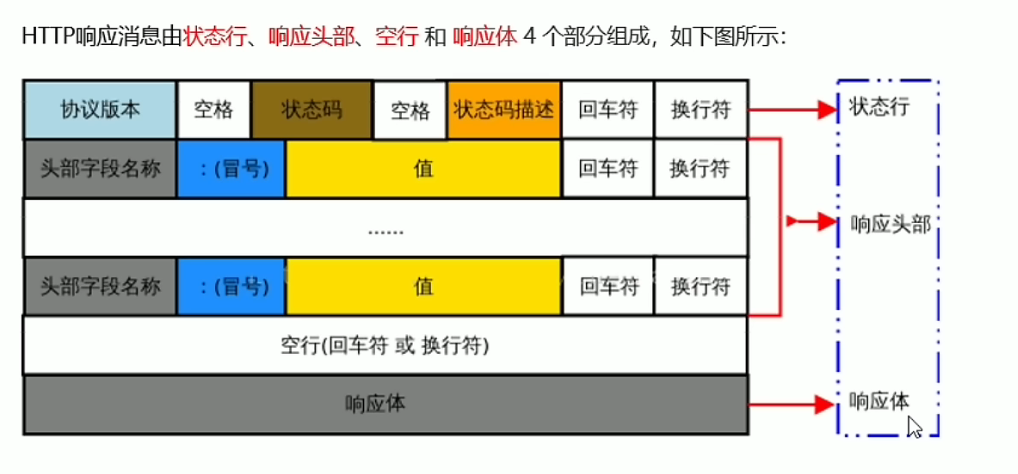 HTTP响应消息由状态行、响应头部、空行 和 响应体 4 个部分组成，如下图所示：
协议版本 空格 状态码 空格 状态码描述 回车符 换行符 状态行
头部字段名称 ：(冒号) 值 回车符 换行符
...... 响应头部
头部字段名称 ：(冒号) 值 回车符 换行符
空行(回车符 或 换行符)
响应体 响应体